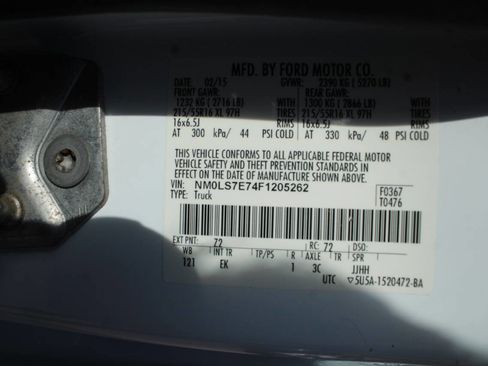 MFD. BY FORD MOTOR CO.
DATE: 02/15 GVWR: 2390 KG ( 5270 LB)
FRONT GAWR: REAR GAWR:
1232 KG ( 2716 LB) WITH 1300 KG ( 2866 LB) WITH
215/55R16 XL 97H TIRES 215/55R16 XL 97H TIRES
16x6.5J RIMS 16x6.5J RIMS
AT 300 kPa/ 44 PSI COLD AT 330 kPa/ 48 PSI COLD
THIS VEHICLE CONFORMS TO ALL APPLICABLE FEDERAL MOTOR
VEHICLE SAFETY AND THEFT PREVENTION STANDARDS IN
EFFECT ON THE DATE OF MANUFACTURE SHOWN ABOVE.
VIN: NM0LS7E74F1205262 F0367
TYPE: Truck T0476
EXT PNT: 72 RC: 72 DSO:
WB INT TR TP/PS R AXLE TR SPR
121 EK 1 3C JJHH
UTC 5U5A-1520472-BA